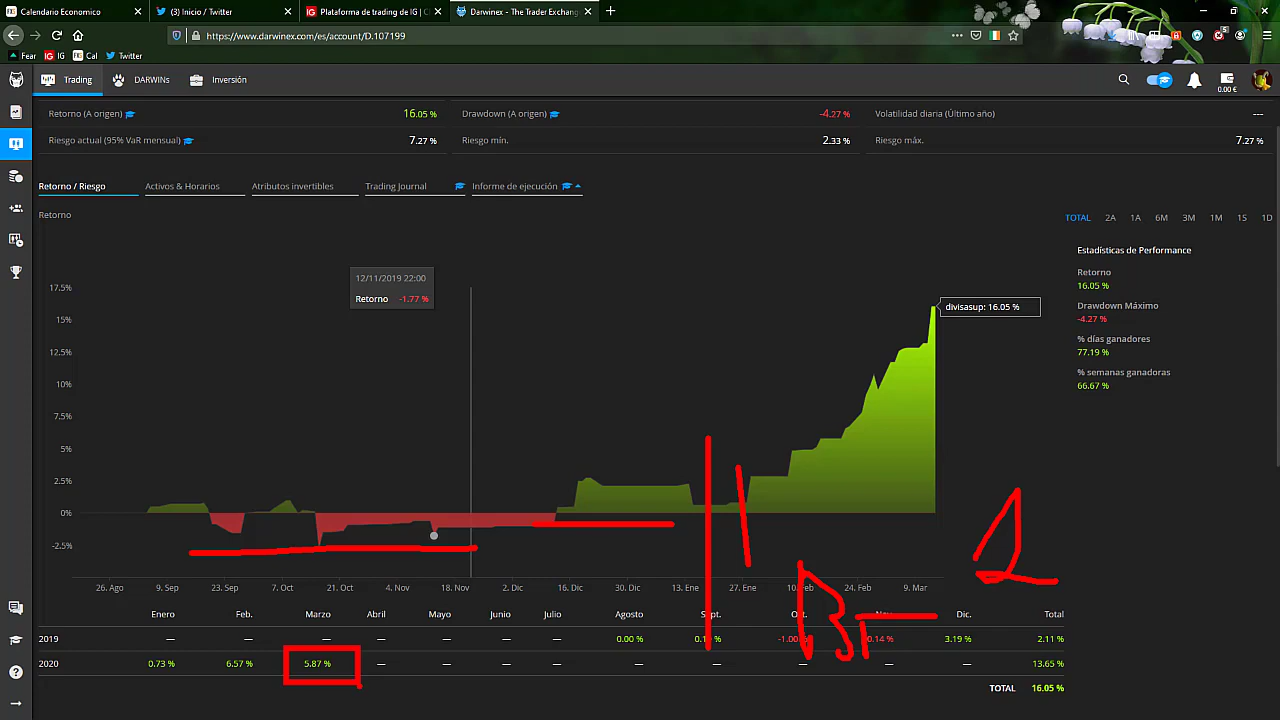 Calendario Economico
(3) Inicio / Twitter
Plataforma de trading de IG | Cl
Darwinex - The Trader Exchang
https://www.darwinex.com/es/account/D.107199
Fear IG Cal Twitter
Trading DARWINs Inversión
0.00 €
Retorno (A origen) 16.05 % Drawdown (A origen) -4.27 % Volatilidad diaria (Último año) ---
Riesgo actual (95% VaR mensual) 7.27 % Riesgo mín. 2.33 % Riesgo máx. 7.27 %
Retorno / Riesgo Activos & Horarios Atributos invertibles Trading Journal Informe de ejecución
Retorno
TOTAL 2A 1A 6M 3M 1M 1S 1D
Estadísticas de Performance
Retorno
16.05 %
Drawdown Máximo
-4.27 %
% días ganadores
77.19 %
% semanas ganadoras
66.67 %
12/11/2019 22:00
Retorno -1.77 %
divisasup: 16.05 %
17.5%
15%
12.5%
10%
7.5%
5%
2.5%
0%
-2.5%
26. Ago 9. Sep 23. Sep 7. Oct 21. Oct 4. Nov 18. Nov 2. Dic 16. Dic 30. Dic 13. Ene 27. Ene 10. Feb 24. Feb 9. Mar
Enero Feb. Marzo Abril Mayo Junio Julio Agosto Sept. Oct. Nov. Dic. Total
2019 — — — — — — — 0.00 % -1.00 % 0.14 % 3.19 % 2.11 %
2020 0.73 % 6.57 % 5.87 % — — — — — — — — — 13.65 %
TOTAL 16.05 %